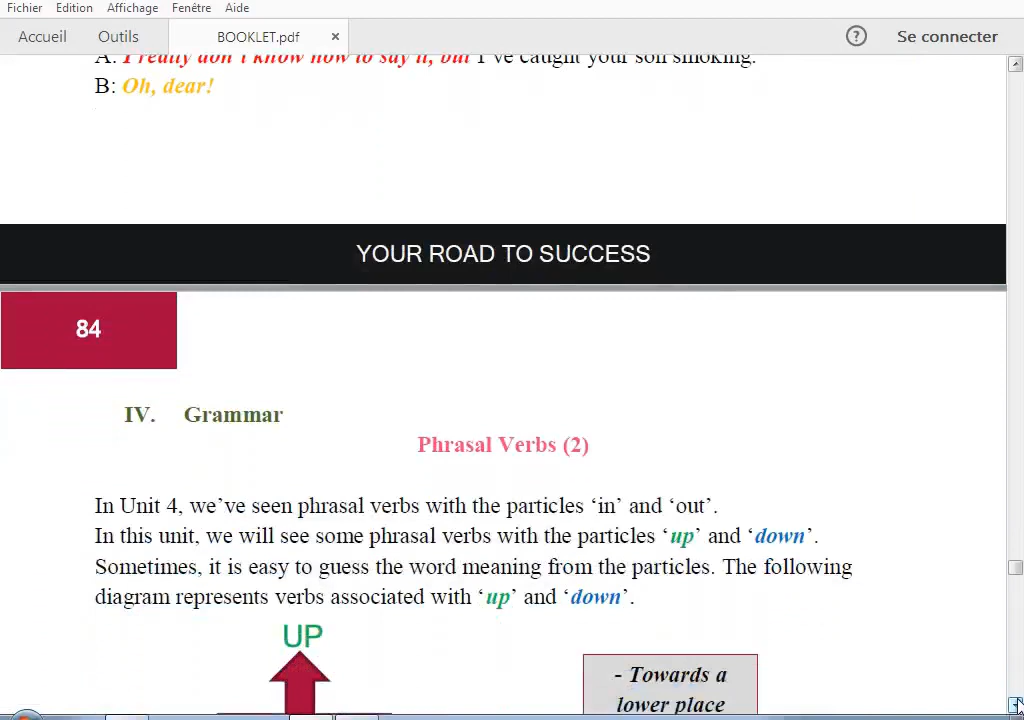 Fichier Edition Affichage Fenêtre Aide
Accueil Outils BOOKLET.pdf × ? Se connecter
A: I really don't know how to say it, but I've caught your son smoking.
B: Oh, dear!
YOUR ROAD TO SUCCESS
84
IV. Grammar
Phrasal Verbs (2)
In Unit 4, we've seen phrasal verbs with the particles ‘in’ and ‘out’.
In this unit, we will see some phrasal verbs with the particles ‘up’ and ‘down’.
Sometimes, it is easy to guess the word meaning from the particles. The following
diagram represents verbs associated with ‘up’ and ‘down’.
UP
- Towards a
lower place